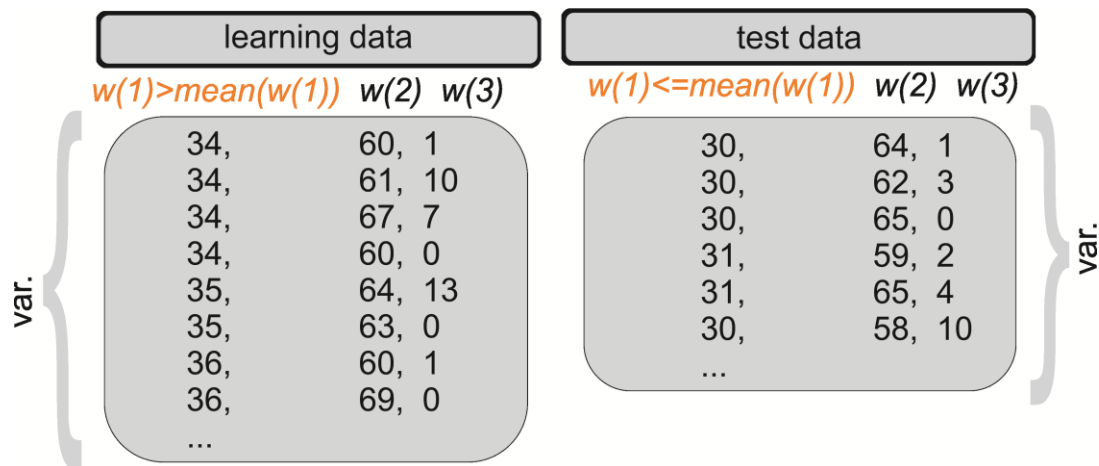 learning data
w(1)>mean(w(1)) w(2) w(3)
34, 60, 1
34, 61, 10
34, 67, 7
34, 60, 0
35, 64, 13
35, 63, 0
36, 60, 1
36, 69, 0
...
var.
test data
w(1)<=mean(w(1)) w(2) w(3)
30, 64, 1
30, 62, 3
30, 65, 0
31, 59, 2
31, 65, 4
30, 58, 10
...
var.